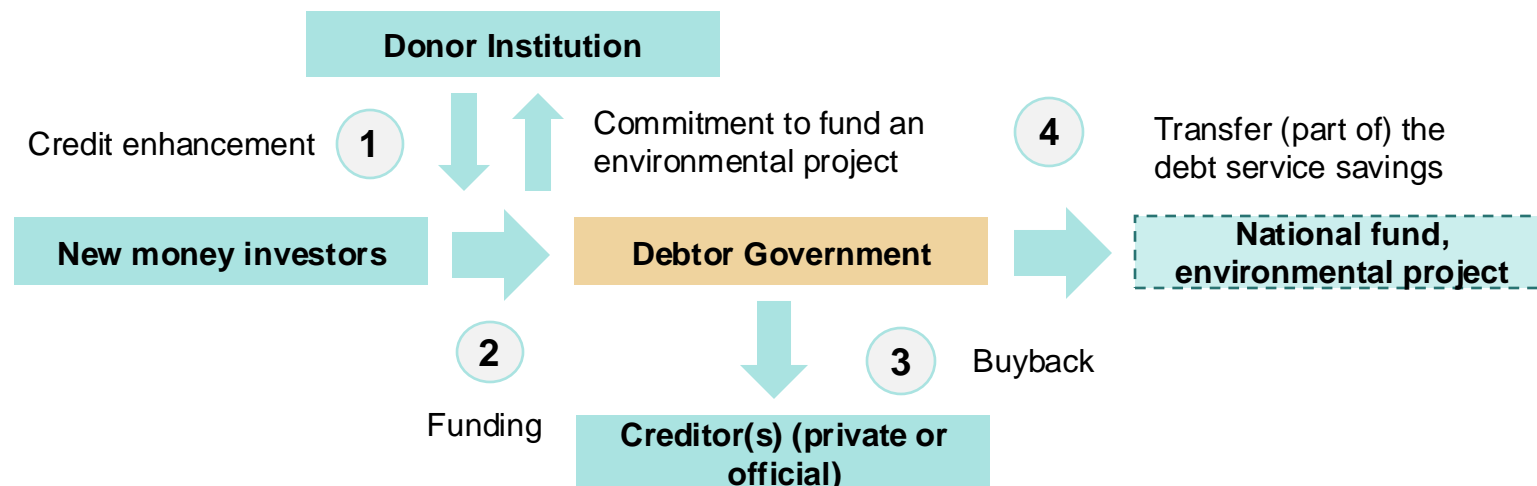 Donor Institution
Credit enhancement
1
Commitment to fund an
environmental project
4
Transfer (part of) the
debt service savings
New money investors
Debtor Government
National fund,
environmental project
2
Funding
3
Buyback
Creditor(s) (private or
official)